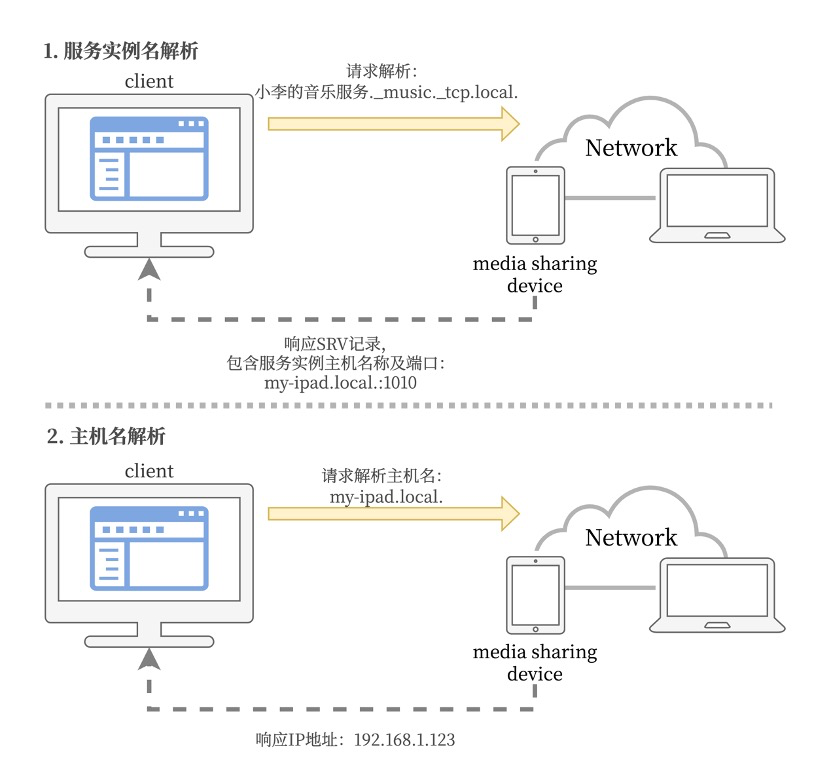 1. 服务实例名解析
client
请求解析:
小李的音乐服务._music._tcp.local.
Network
media sharing
device
响应SRV记录,
包含服务实例主机名称及端口:
my-ipad.local.:1010
2. 主机名解析
client
请求解析主机名:
my-ipad.local.
Network
media sharing
device
响应IP地址: 192.168.1.123